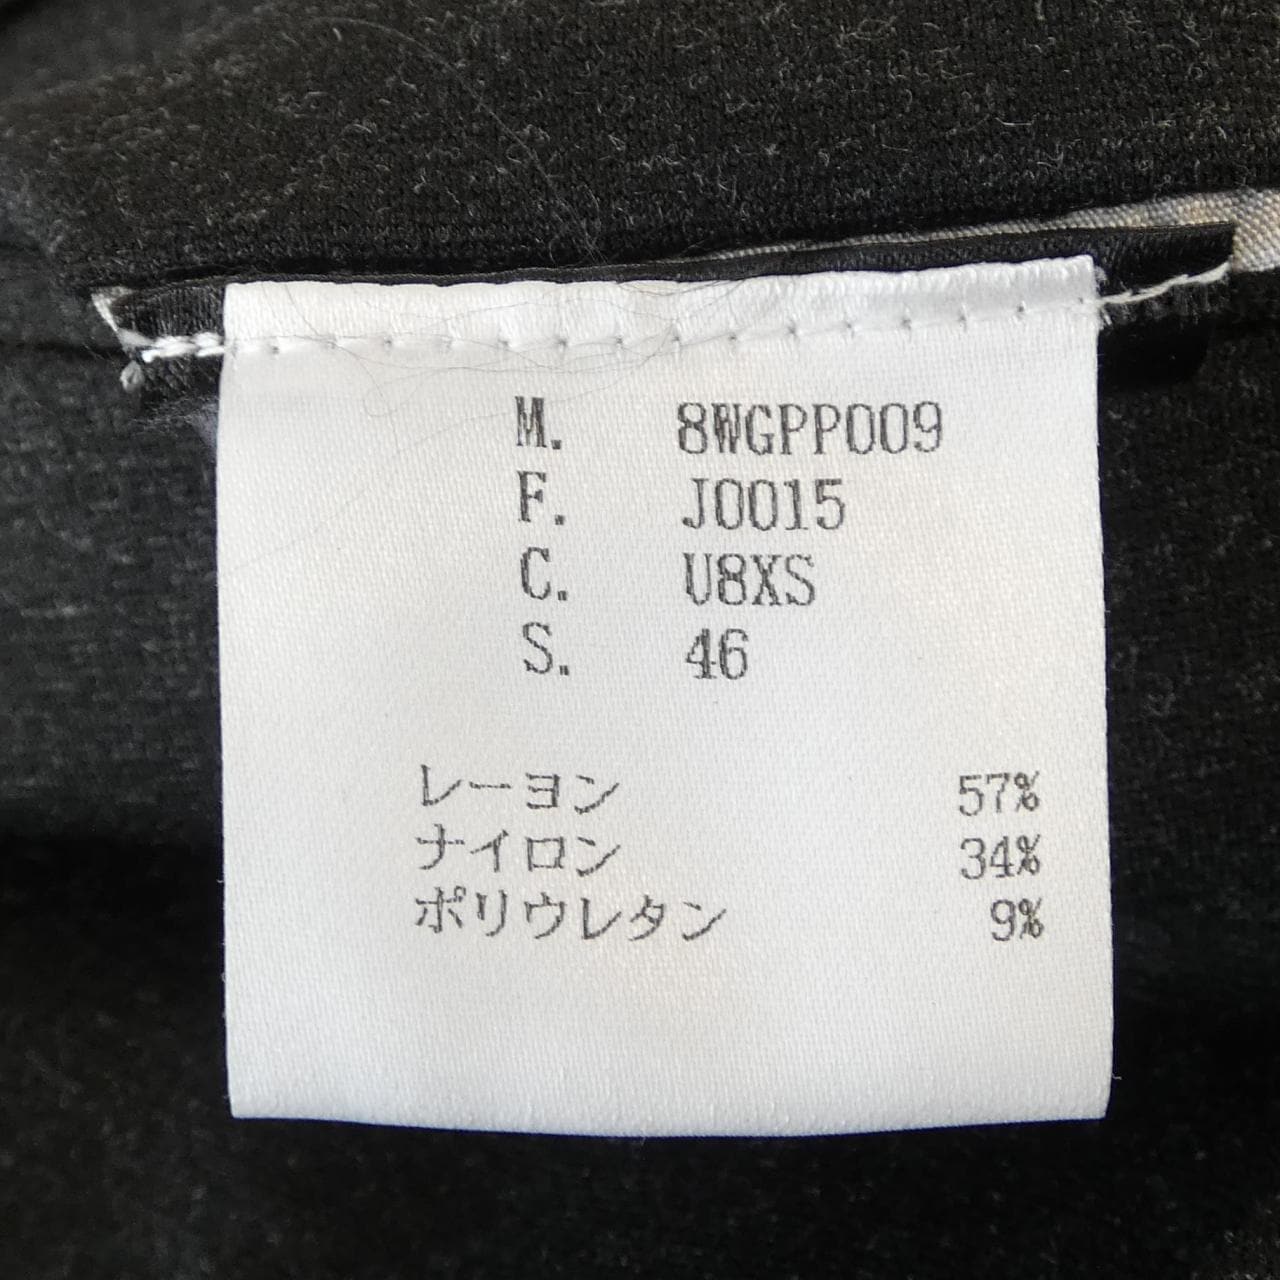 M. 8WGPP009
F. J0015
C. U8XS
S. 46
レーヨン 57%
ナイロン 34%
ポリウレタン 9%